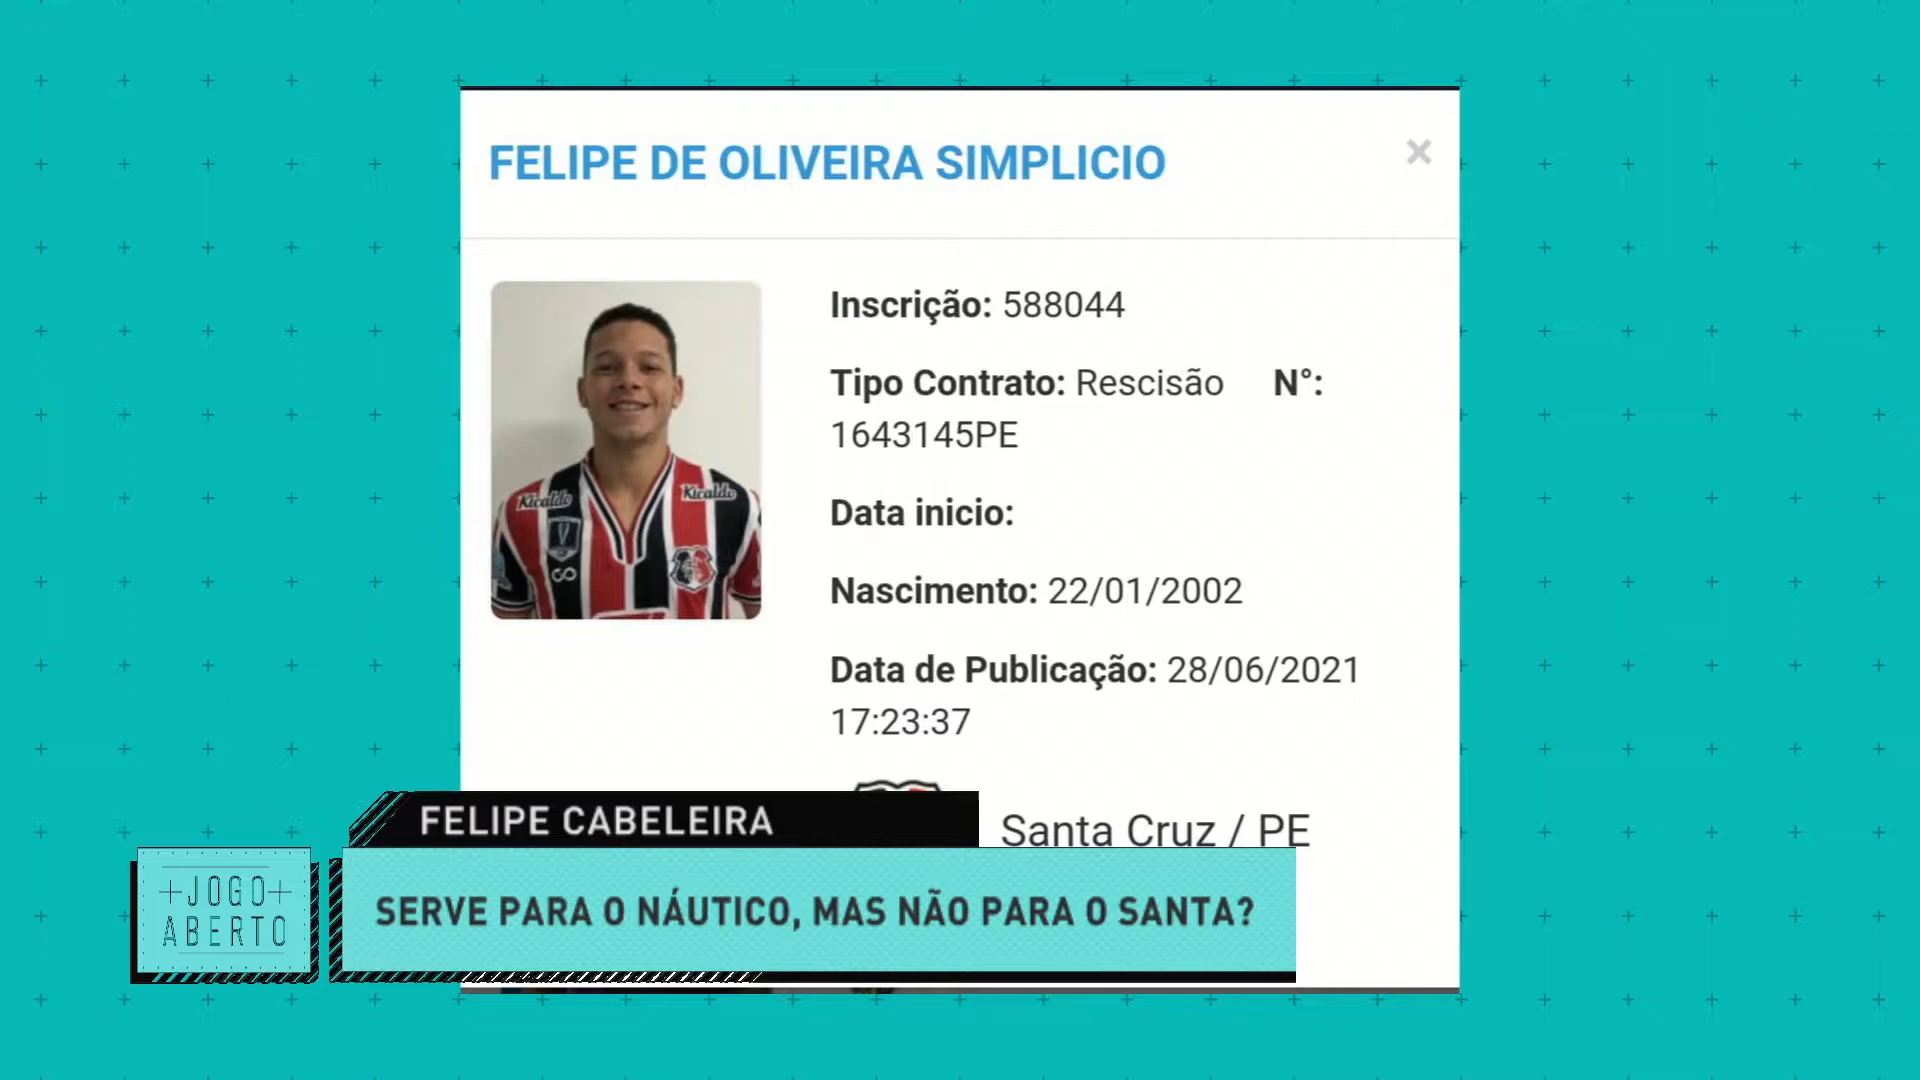 FELIPE DE OLIVEIRA SIMPLICIO
×
Inscrição: 588044
Tipo Contrato: Rescisão N°:
1643145PE
Data inicio:
Nascimento: 22/01/2002
Data de Publicação: 28/06/2021
17:23:37
Kicaldo Kicaldo
Santa Cruz / PE
FELIPE CABELEIRA
JOGO
ABERTO
SERVE PARA O NÁUTICO, MAS NÃO PARA O SANTA?